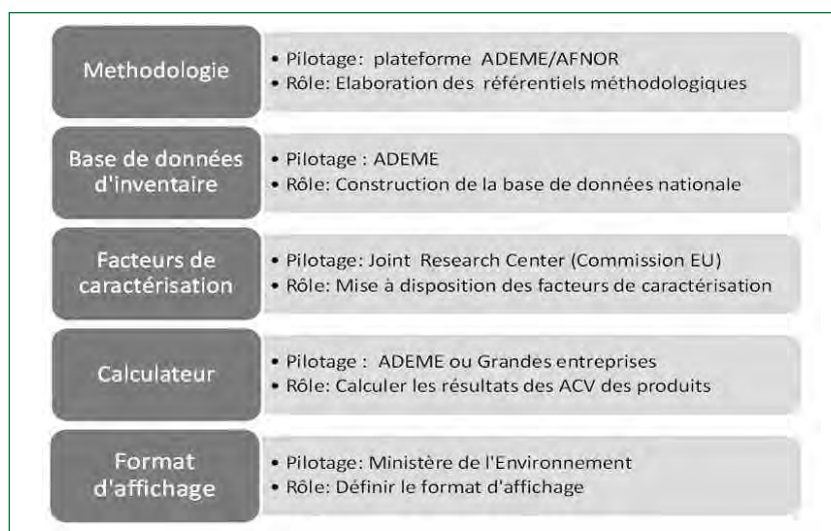 Methodologie
• Pilotage: plateforme ADEME/AFNOR
• Rôle: Elaboration des référentiels méthodologiques
Base de données
d'inventaire
• Pilotage : ADEME
• Rôle: Construction de la base de données nationale
Facteurs de
caractérisation
• Pilotage: Joint Research Center (Commission EU)
• Rôle: Mise à disposition des facteurs de caractérisation
Calculateur
• Pilotage : ADEME ou Grandes entreprises
• Rôle: Calculer les résultats des ACV des produits
Format
d'affichage
• Pilotage: Ministère de l'Environnement
• Rôle: Définir le format d'affichage